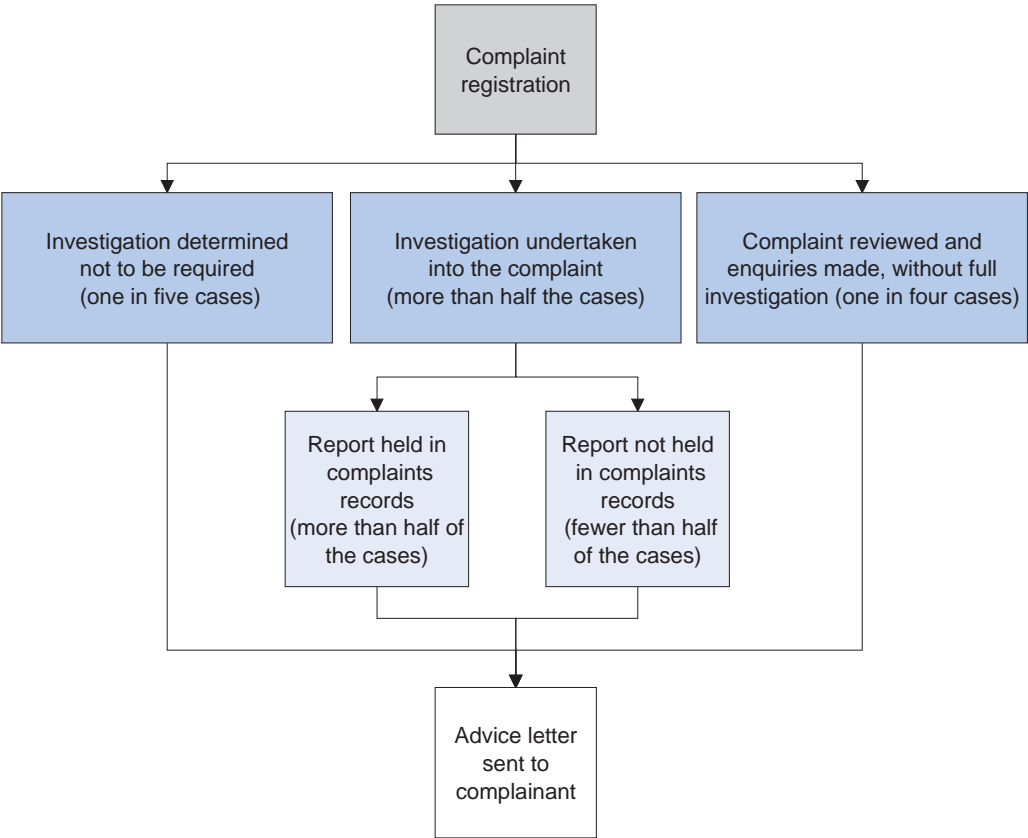 Complaint
registration
Investigation determined
not to be required
(one in five cases)
Investigation undertaken
into the complaint
(more than half the cases)
Complaint reviewed and
enquiries made, without full
investigation (one in four cases)
Report held in
complaints
records
(more than half of
the cases)
Report not held
in complaints
records
(fewer than half
of the cases)
Advice letter
sent to
complainant